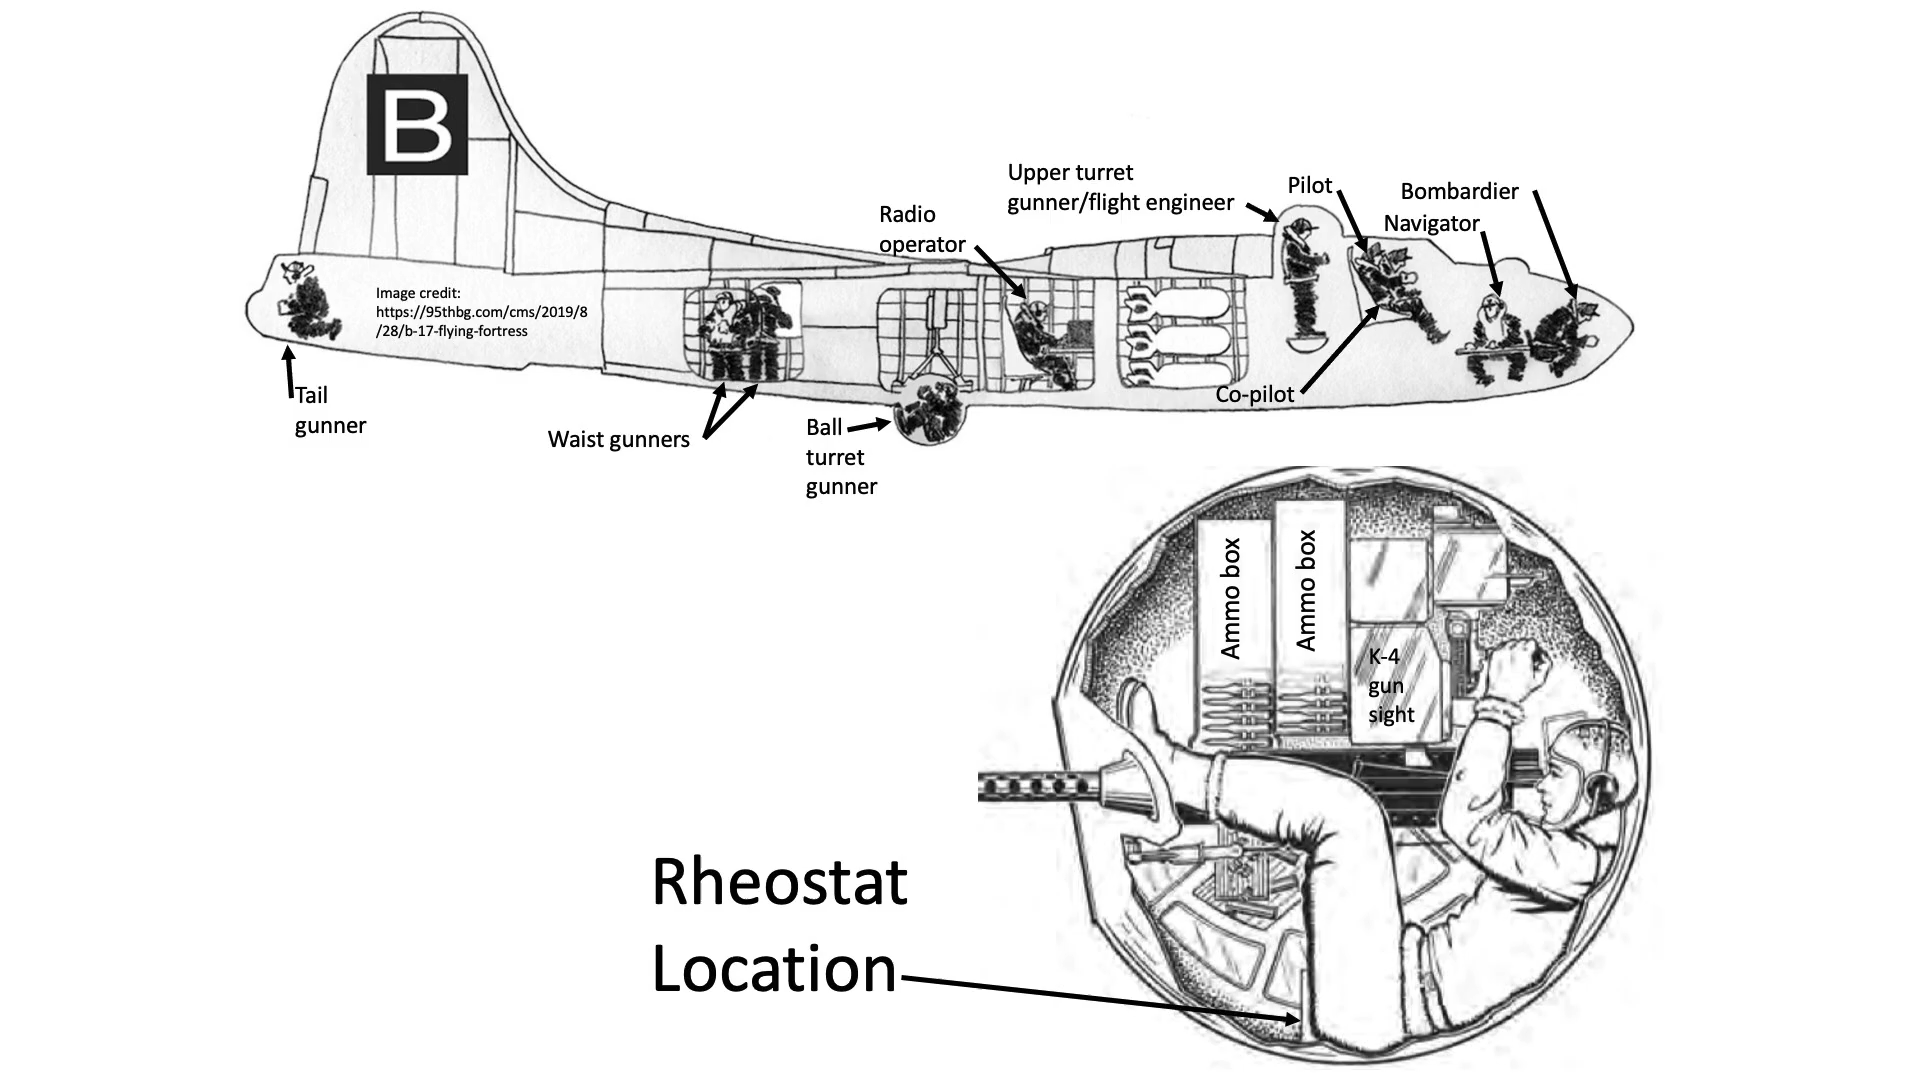 B
Upper turret
gunner/flight engineer
Pilot
Bombardier
Navigator
Radio
operator
Image credit:
https://95thbg.com/cms/2019/8
/28/b-17-flying-fortress
Tail
gunner
Waist gunners
Ball
turret
gunner
Co-pilot
Ammo box
Ammo box
K-4
gun
sight
Rheostat
Location